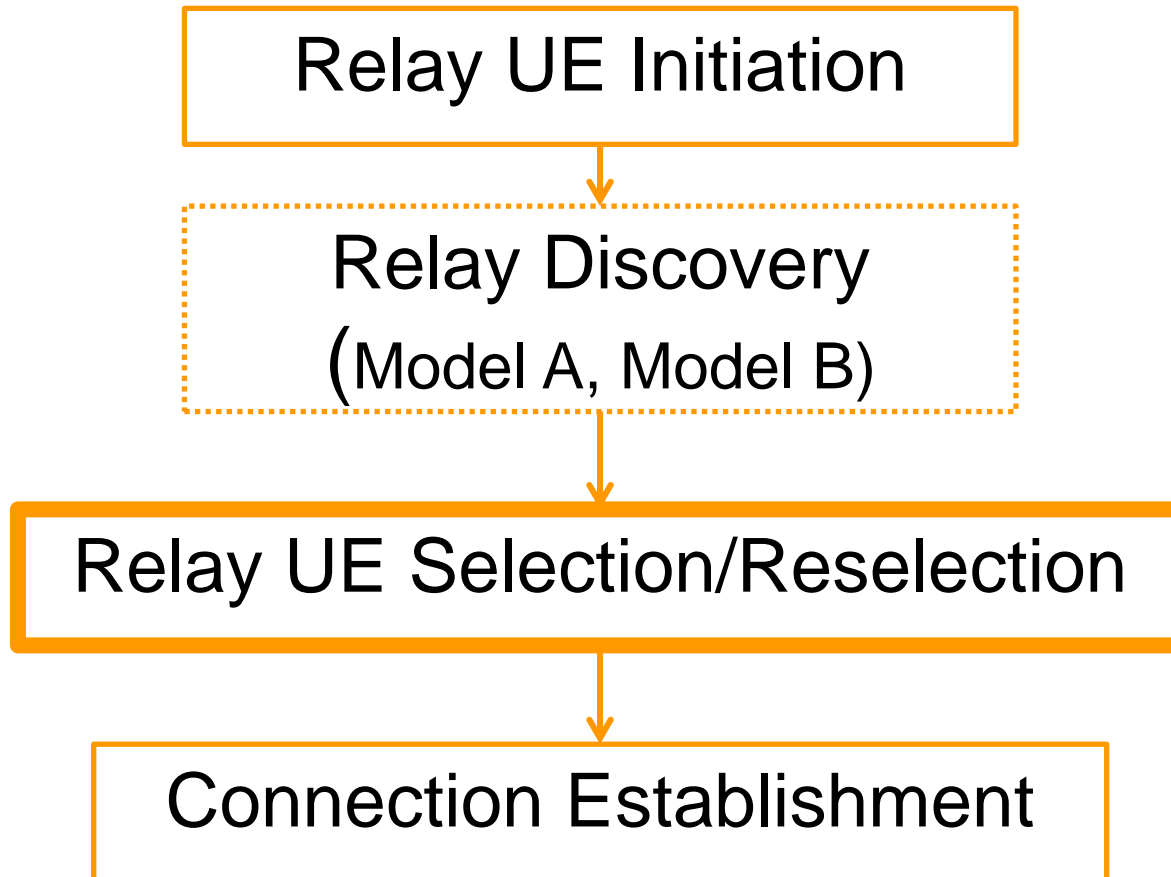 Relay UE Initiation
Relay Discovery
(Model A, Model B)
Relay UE Selection/Reselection
Connection Establishment